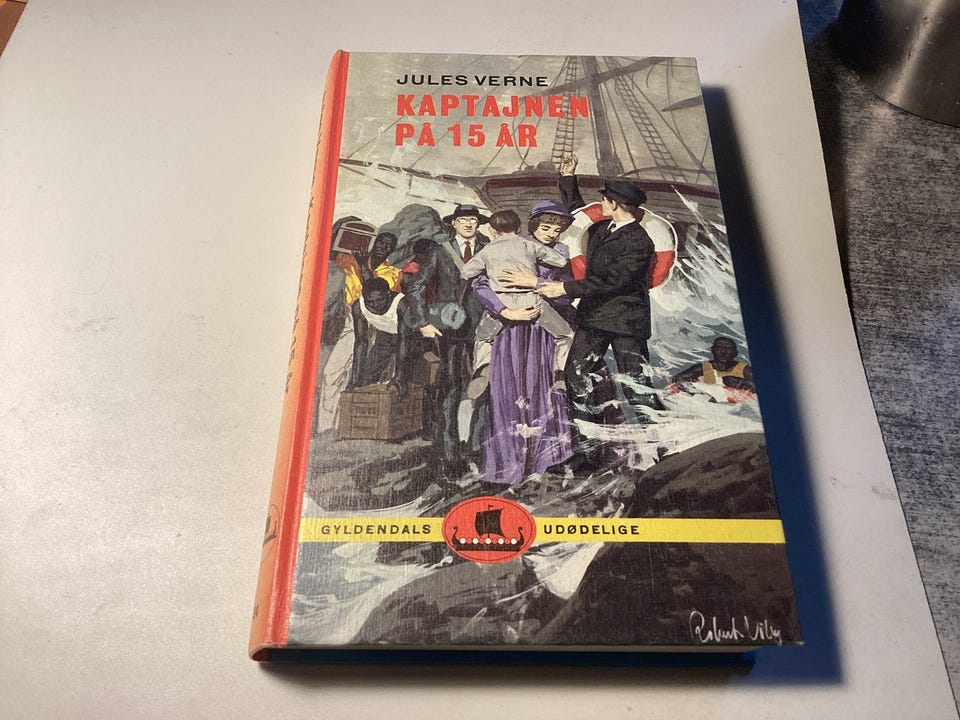 JULES VERNE
KAPTAJNEN
PÅ 15 ÅR
GYLDENDALS UDØDELIGE